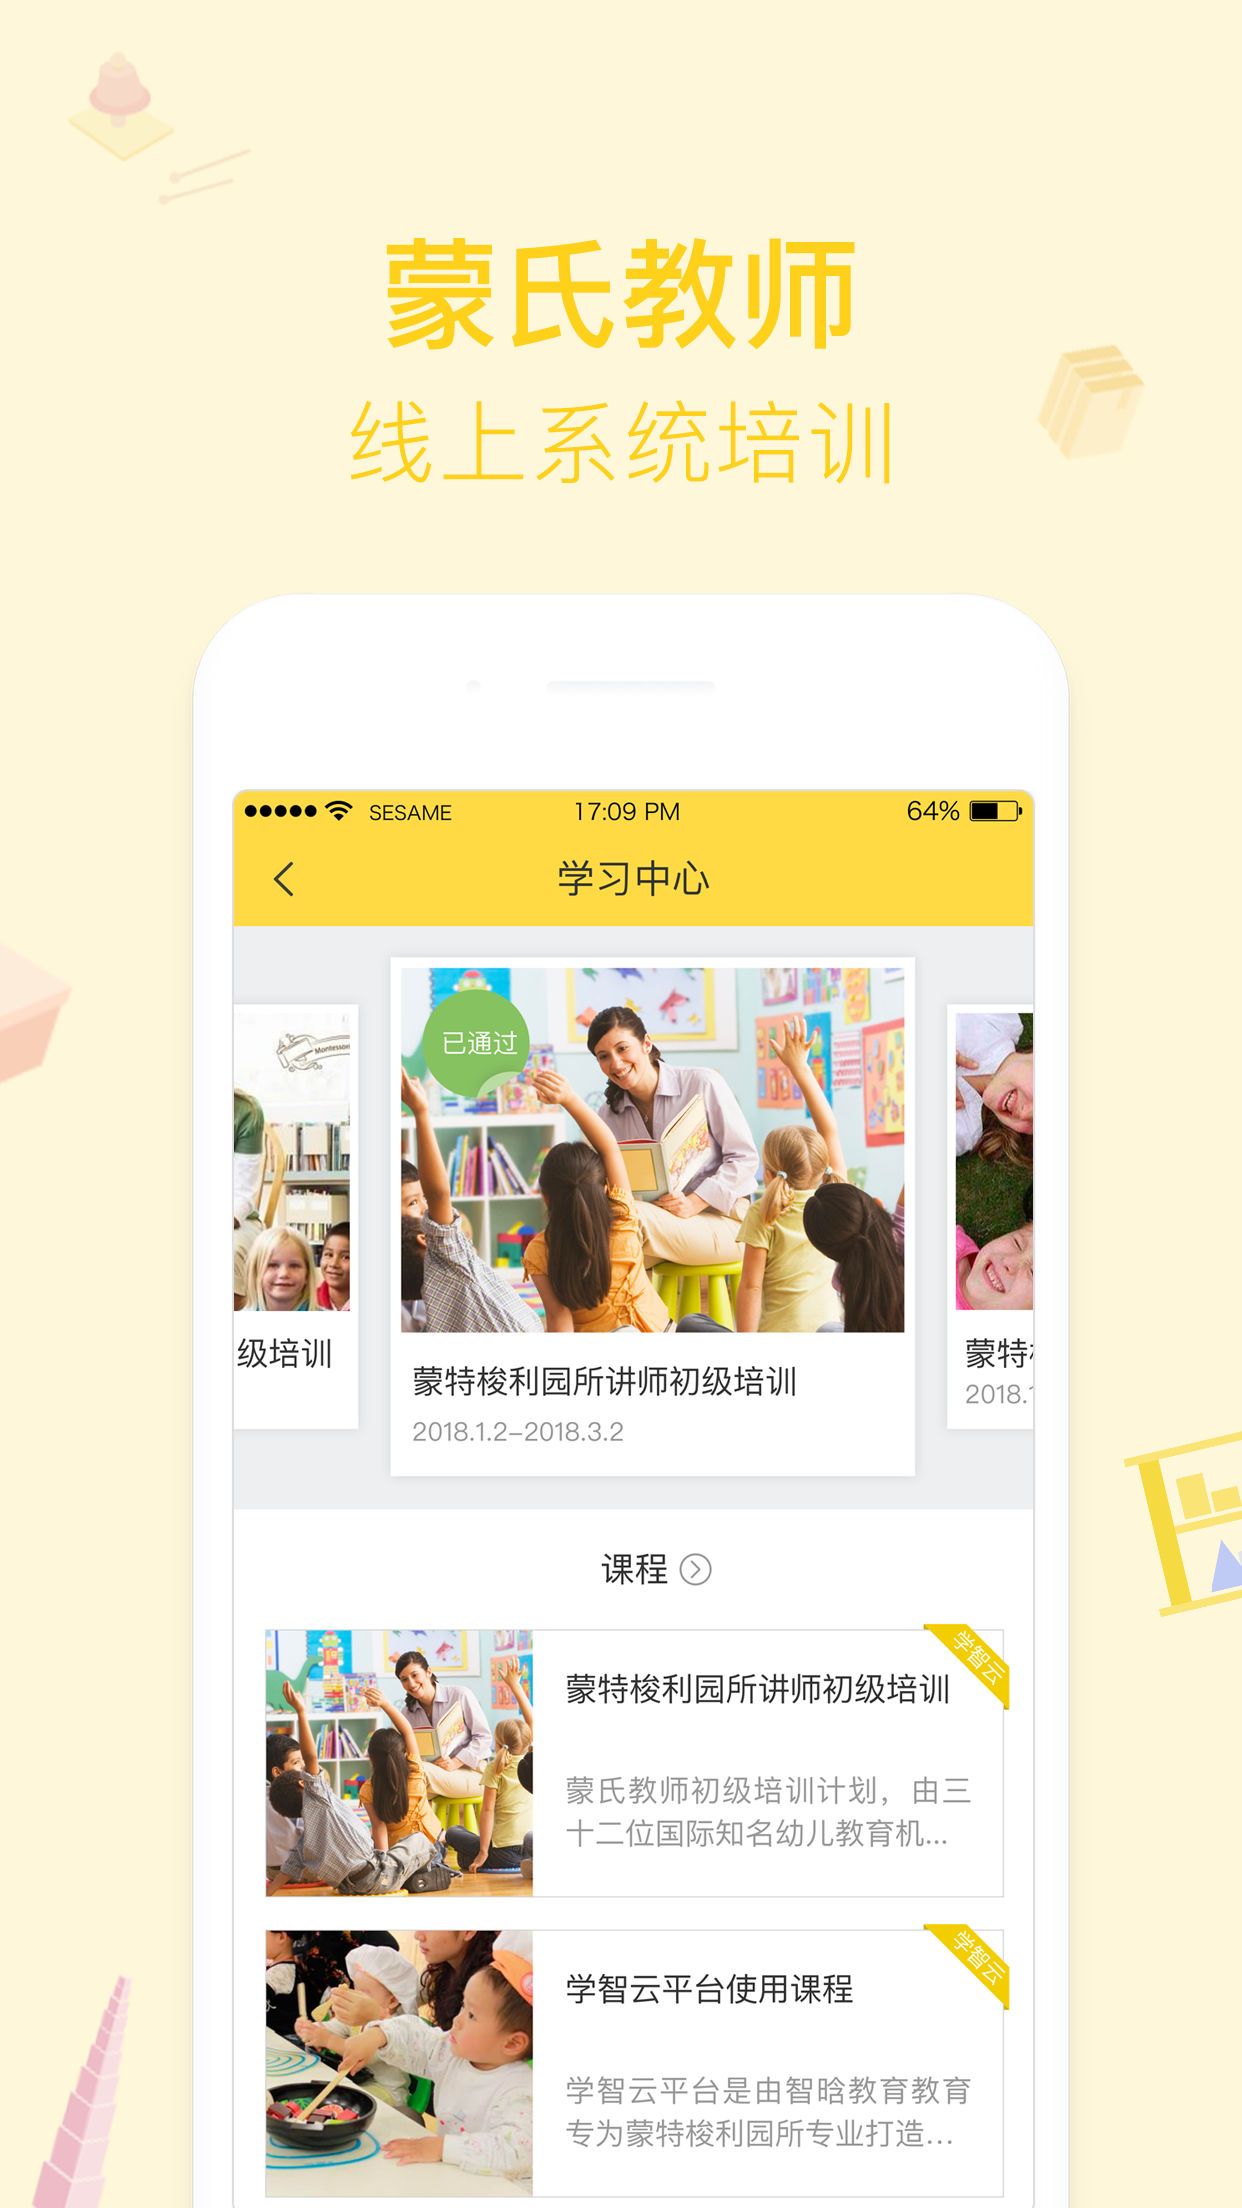 蒙氏教师
线上系统培训
SESAME
17:09 PM
64%
学习中心
已通过
Montessori
级培训
蒙特梭利园所讲师初级培训
2018.1.2-2018.3.2
蒙特
2018.1
课程
学智云
蒙特梭利园所讲师初级培训
蒙氏教师初级培训计划，由三
十二位国际知名幼儿教育机...
学智云
学智云平台使用课程
学智云平台是由智晗教育教育
专为蒙特梭利园所专业打造...